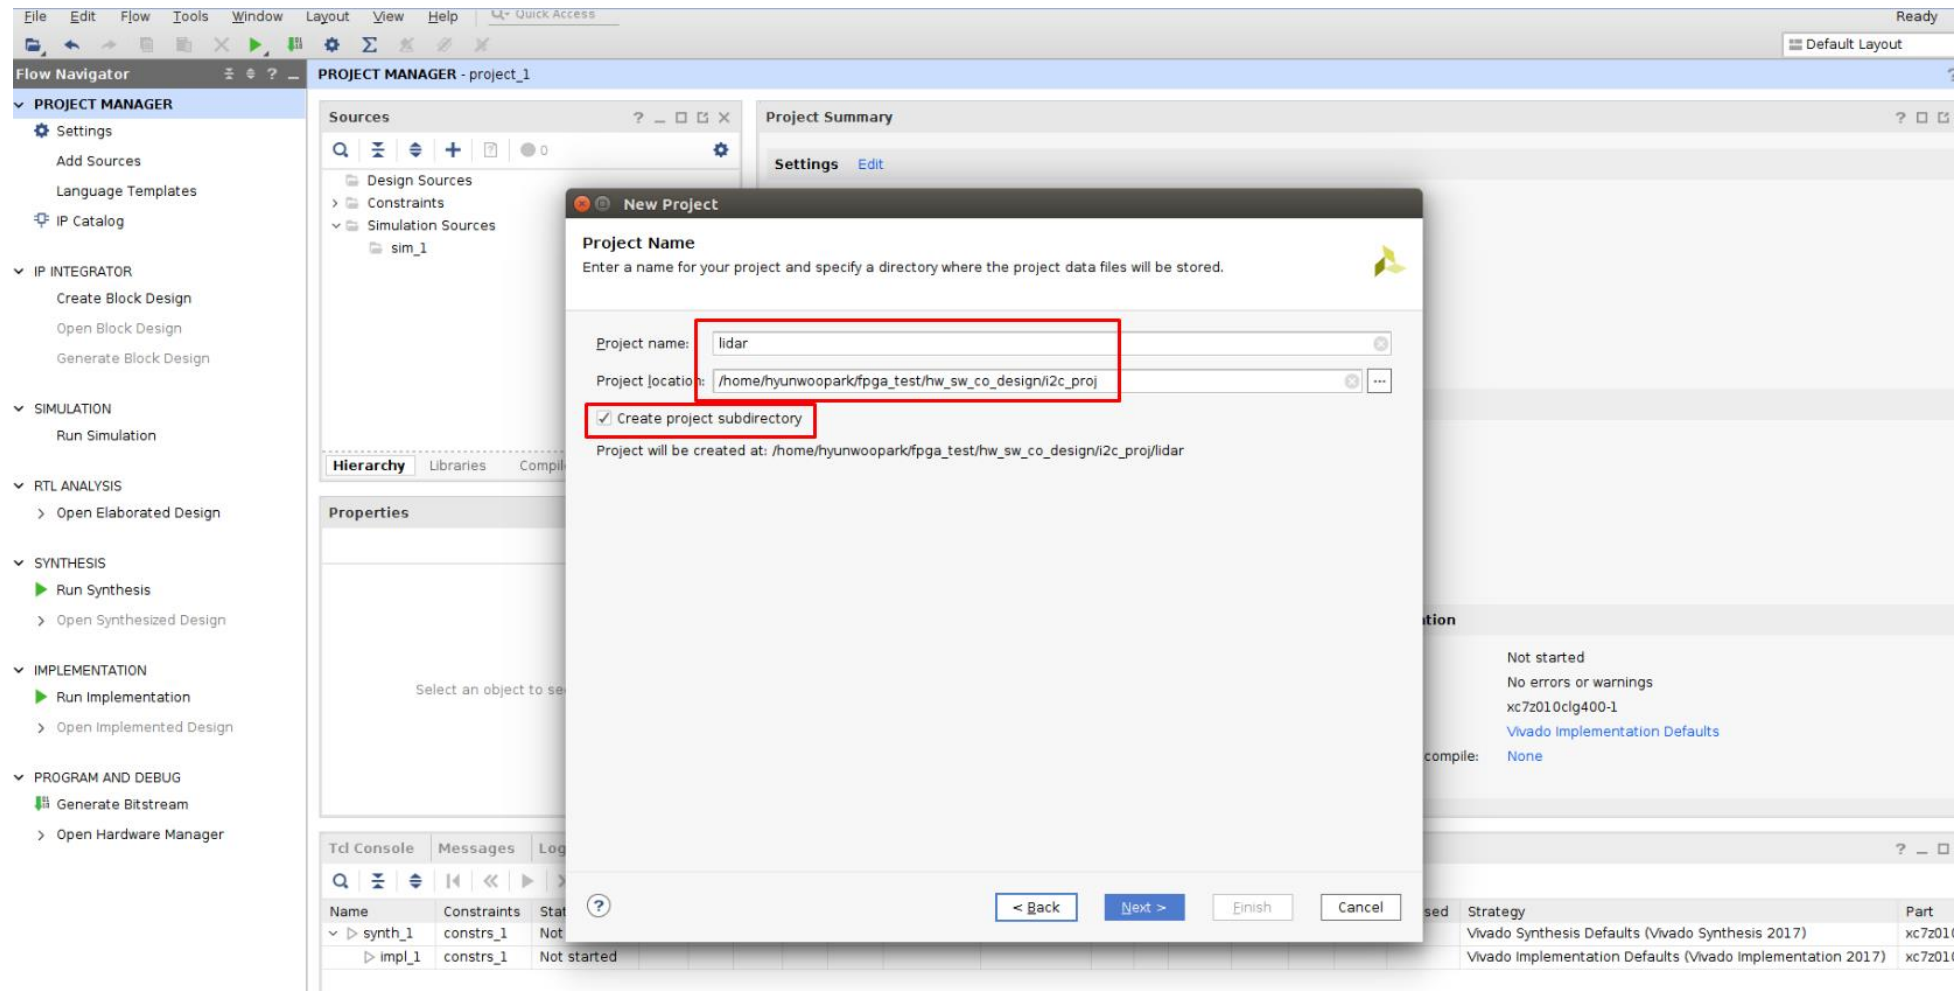 File Edit Flow Tools Window Layout View Help Quick Access
Ready
Default Layout
Flow Navigator ? _
PROJECT MANAGER - project_1
?
PROJECT MANAGER
Settings
Add Sources
Language Templates
IP Catalog
IP INTEGRATOR
Create Block Design
Open Block Design
Generate Block Design
SIMULATION
Run Simulation
RTL ANALYSIS
Open Elaborated Design
SYNTHESIS
Run Synthesis
Open Synthesized Design
IMPLEMENTATION
Run Implementation
Open Implemented Design
PROGRAM AND DEBUG
Generate Bitstream
Open Hardware Manager
Sources
0
Design Sources
Constraints
Simulation Sources
sim_1
Hierarchy Libraries
Properties
Select an object to
Project Summary
Settings Edit
New Project
Project Name
Enter a name for your project and specify a directory where the project data files will be stored.
Project name: lidar
Project location: /home/hyunwoopark/fpga_test/hw_sw_co_design/i2c_proj
...
Create project subdirectory
Project will be created at: /home/hyunwoopark/fpga_test/hw_sw_co_design/i2c_proj/lidar
? < Back Next > Finish Cancel
Not started
No errors or warnings
xc7z010clg400-1
Vivado Implementation Defaults
compile: None
Tcl Console Messages Log
Name Constraints
Strategy Part
synth_1 constrs_1 Not
Vivado Synthesis Defaults (Vivado Synthesis 2017)
impl_1 constrs_1 Not started
Vivado Implementation Defaults (Vivado Implementation 2017)